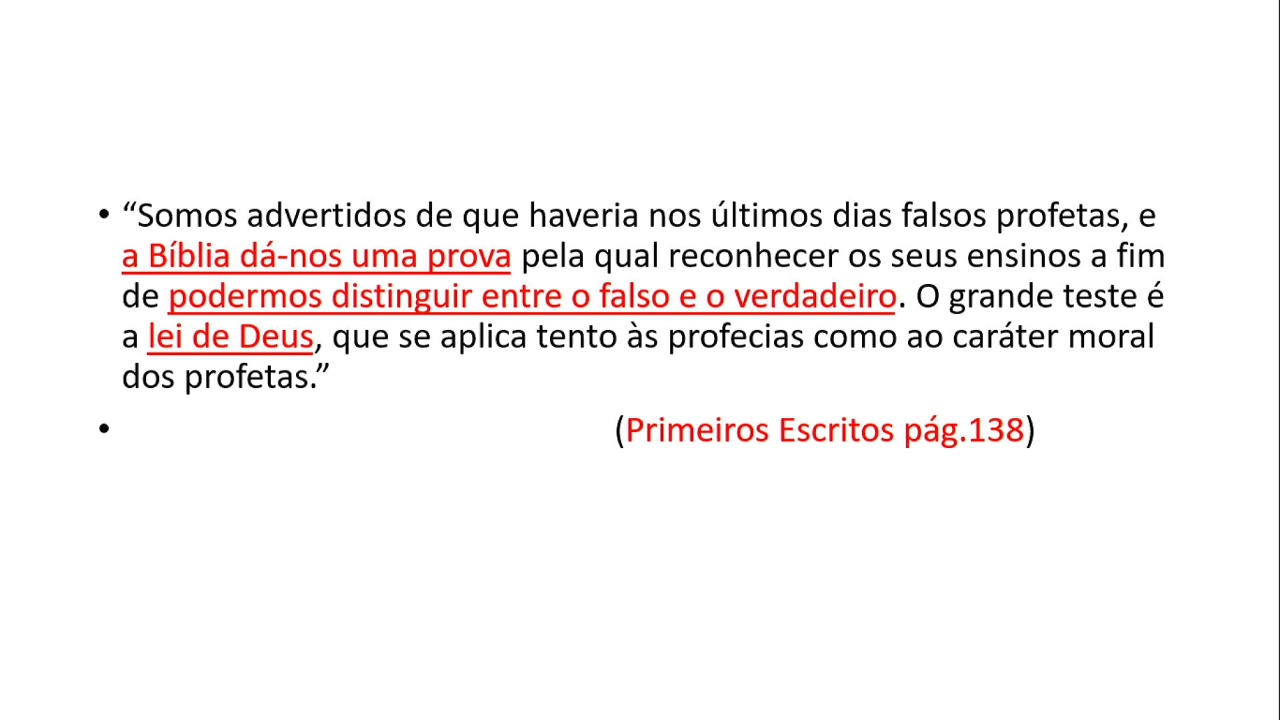 • “Somos advertidos de que haveria nos últimos dias falsos profetas, e
a Bíblia dá-nos uma prova pela qual reconhecer os seus ensinos a fim
de podermos distinguir entre o falso e o verdadeiro. O grande teste é
a lei de Deus, que se aplica tento às profecias como ao caráter moral
dos profetas.”
• (Primeiros Escritos pág.138)